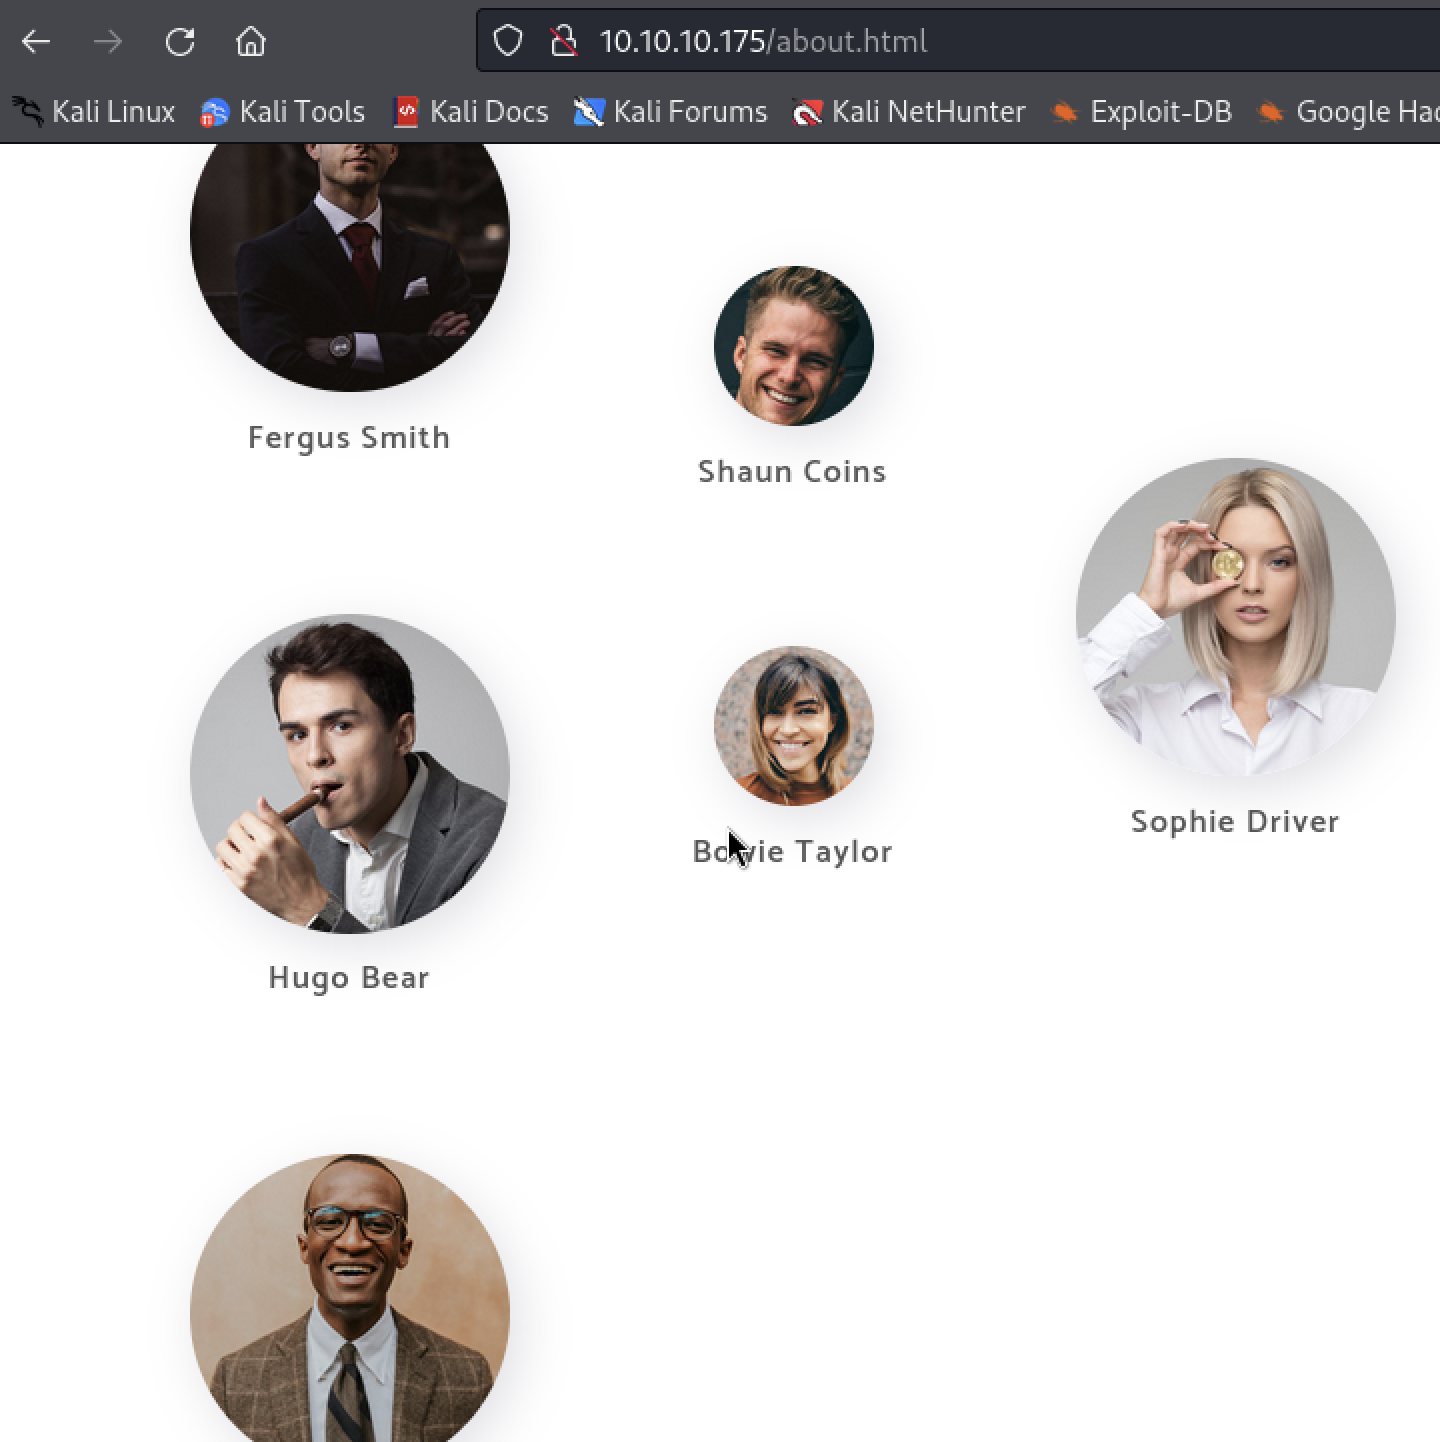 10.10.10.175/about.html
Kali Linux Kali Tools Kali Docs Kali Forums Kali NetHunter Exploit-DB Google Hac
Fergus Smith
Shaun Coins
Sophie Driver
Hugo Bear
Bowie Taylor